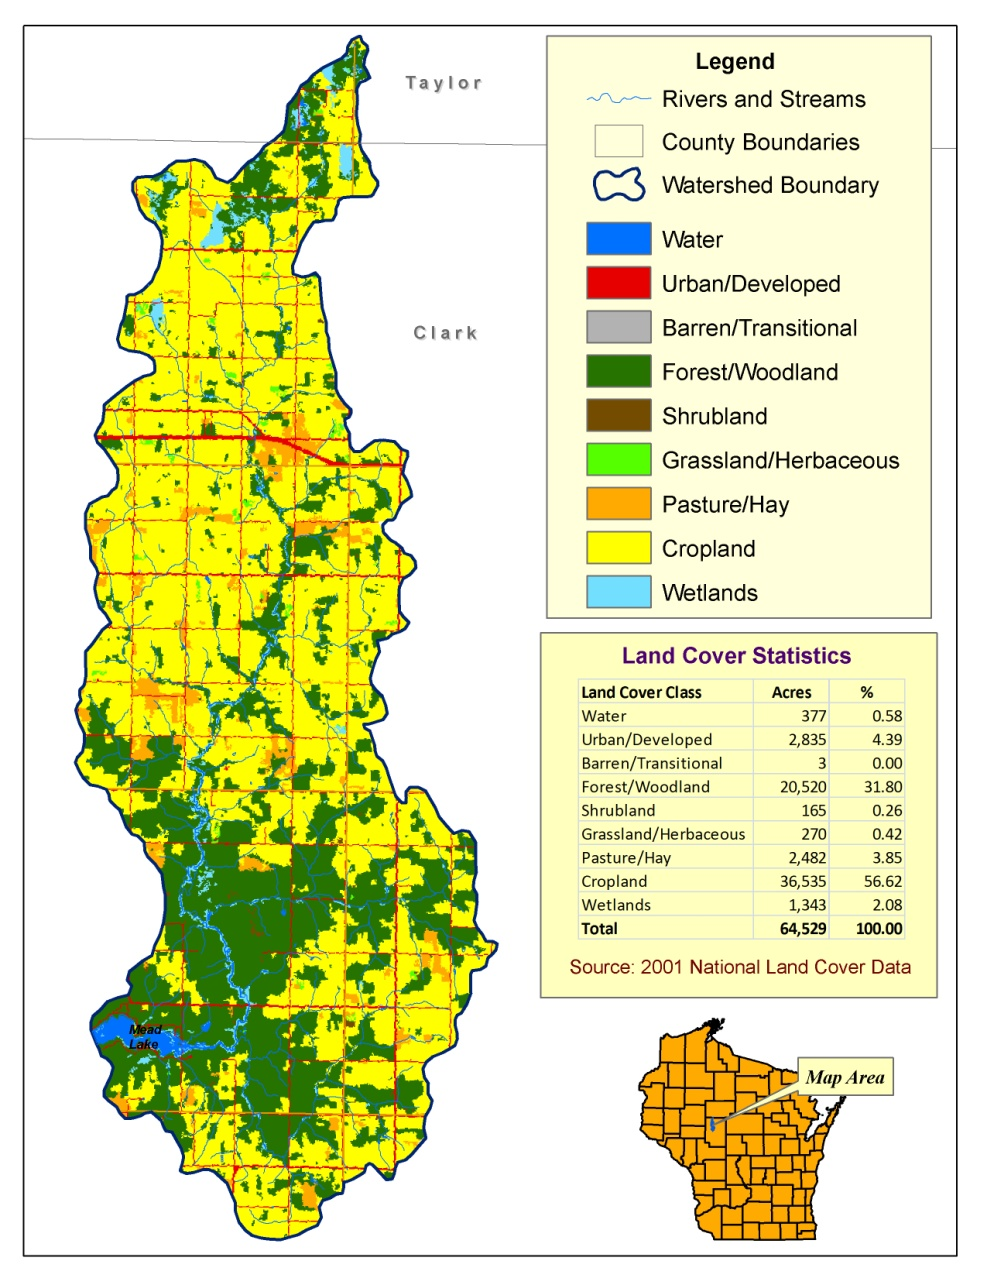 Taylor
Clark
Mead
Lake
Legend
Rivers and Streams
County Boundaries
Watershed Boundary
Water
Urban/Developed
Barren/Transitional
Forest/Woodland
Shrubland
Grassland/Herbaceous
Pasture/Hay
Cropland
Wetlands
Land Cover Statistics
Land Cover Class Acres %
Water 377 0.58
Urban/Developed 2,835 4.39
Barren/Transitional 3 0.00
Forest/Woodland 20,520 31.80
Shrubland 165 0.26
Grassland/Herbaceous 270 0.42
Pasture/Hay 2,482 3.85
Cropland 36,535 56.62
Wetlands 1,343 2.08
Total 64,529 100.00
Source: 2001 National Land Cover Data
Map Area